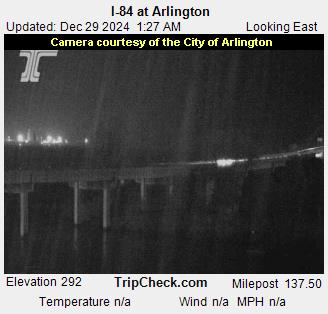 I-84 at Arlington
Updated: Dec 29 2024 1:27 AM Looking East
Camera courtesy of the City of Arlington
Elevation 292 TripCheck.com Milepost 137.50
Temperature n/a Wind n/a MPH n/a